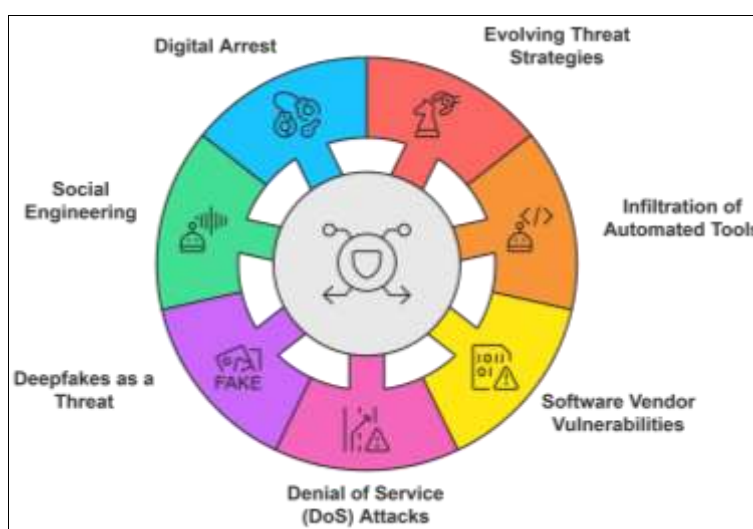 Digital Arrest
Evolving Threat
Strategies
Social
Engineering
Infiltration of
Automated Tools
</>
Deepfakes as a
Threat
FAKE
Software Vendor
Vulnerabilities
Denial of Service
(DoS) Attacks